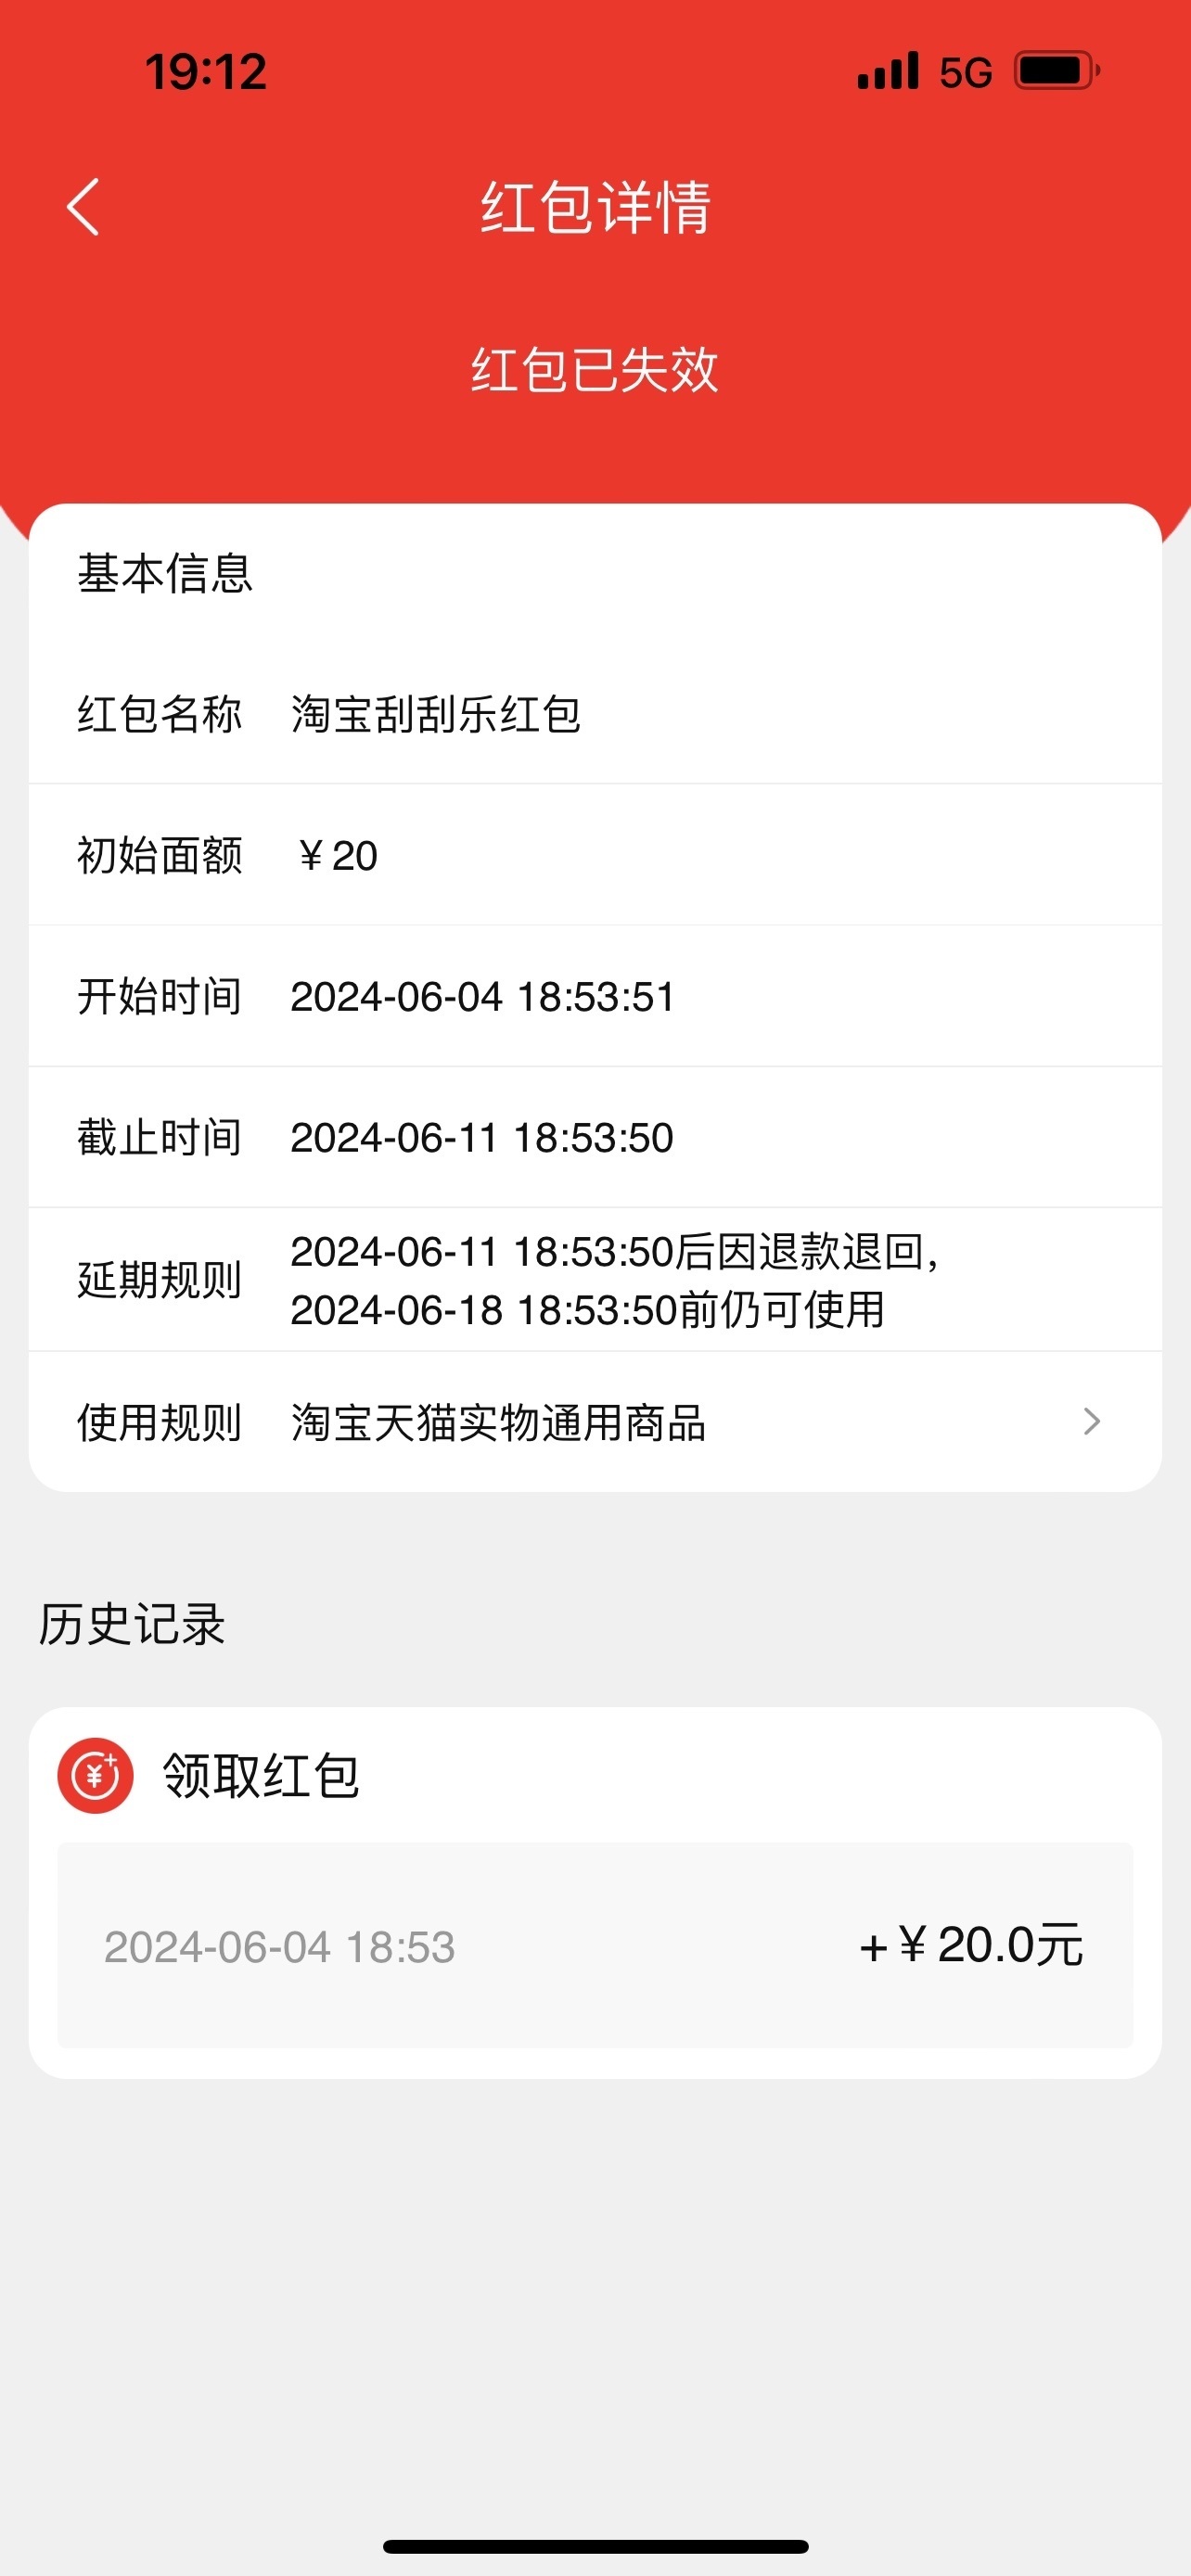 19:12 5G
红包详情
红包已失效
基本信息
红包名称 淘宝刮刮乐红包
初始面额 ￥20
开始时间 2024-06-04 18:53:51
截止时间 2024-06-11 18:53:50
延期规则 2024-06-11 18:53:50后因退款退回，
2024-06-18 18:53:50前仍可使用
使用规则 淘宝天猫实物通用商品
历史记录
领取红包
2024-06-04 18:53 +￥20.0元